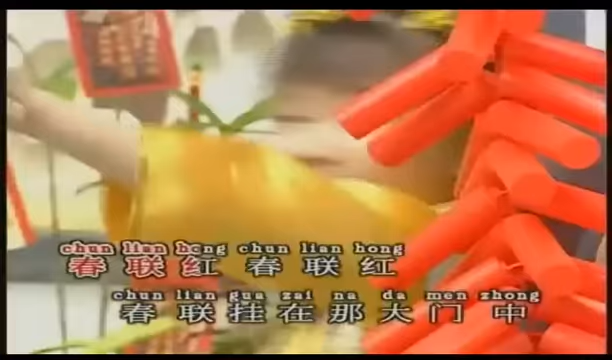 chun lian hong chun lian hong
春联红 春联红
chun lian gua zai na da men zhong
春联挂在那大门中